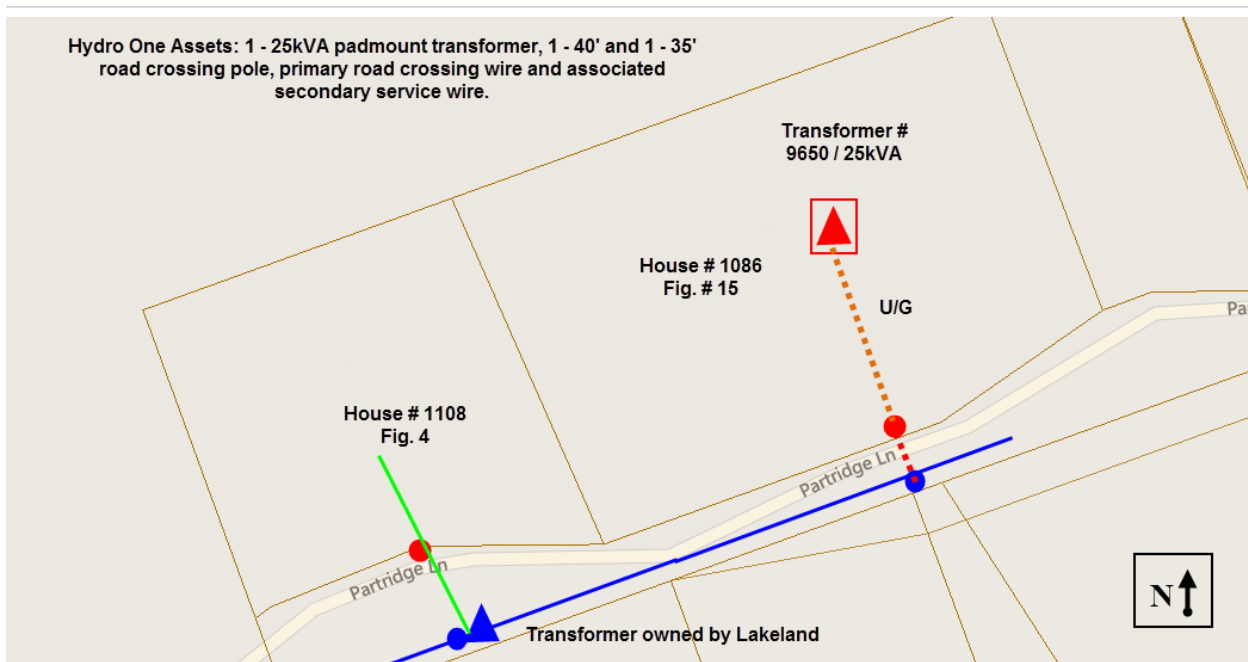 Hydro One Assets: 1 - 25kVA padmount transformer, 1 - 40' and 1 - 35'
road crossing pole, primary road crossing wire and associated
secondary service wire.
Transformer #
9650 / 25kVA
House # 1086
Fig. # 15
U/G
Pa
House # 1108
Fig. 4
Partridge Ln
Partridge Ln
N
Transformer owned by Lakeland